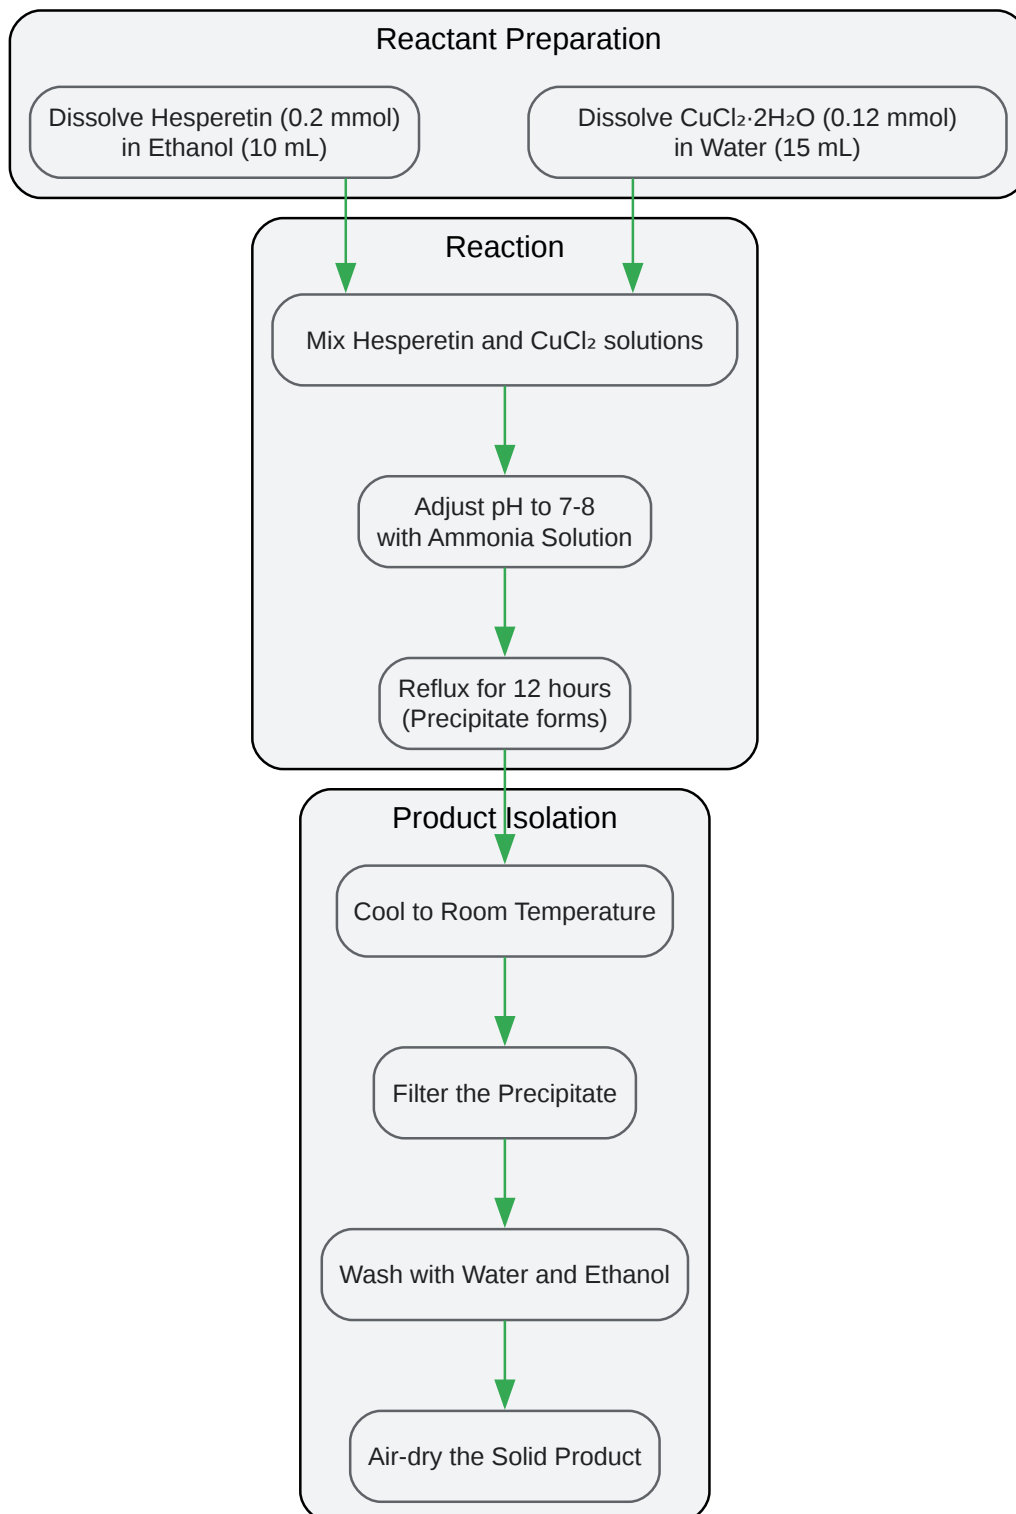 Reactant Preparation
Dissolve Hesperetin (0.2 mmol)
in Ethanol (10 mL)
Dissolve CuCl₂·2H₂O (0.12 mmol)
in Water (15 mL)
Reaction
Mix Hesperetin and CuCl₂ solutions
Adjust pH to 7-8
with Ammonia Solution
Reflux for 12 hours
(Precipitate forms)
Product Isolation
Cool to Room Temperature
Filter the Precipitate
Wash with Water and Ethanol
Air-dry the Solid Product